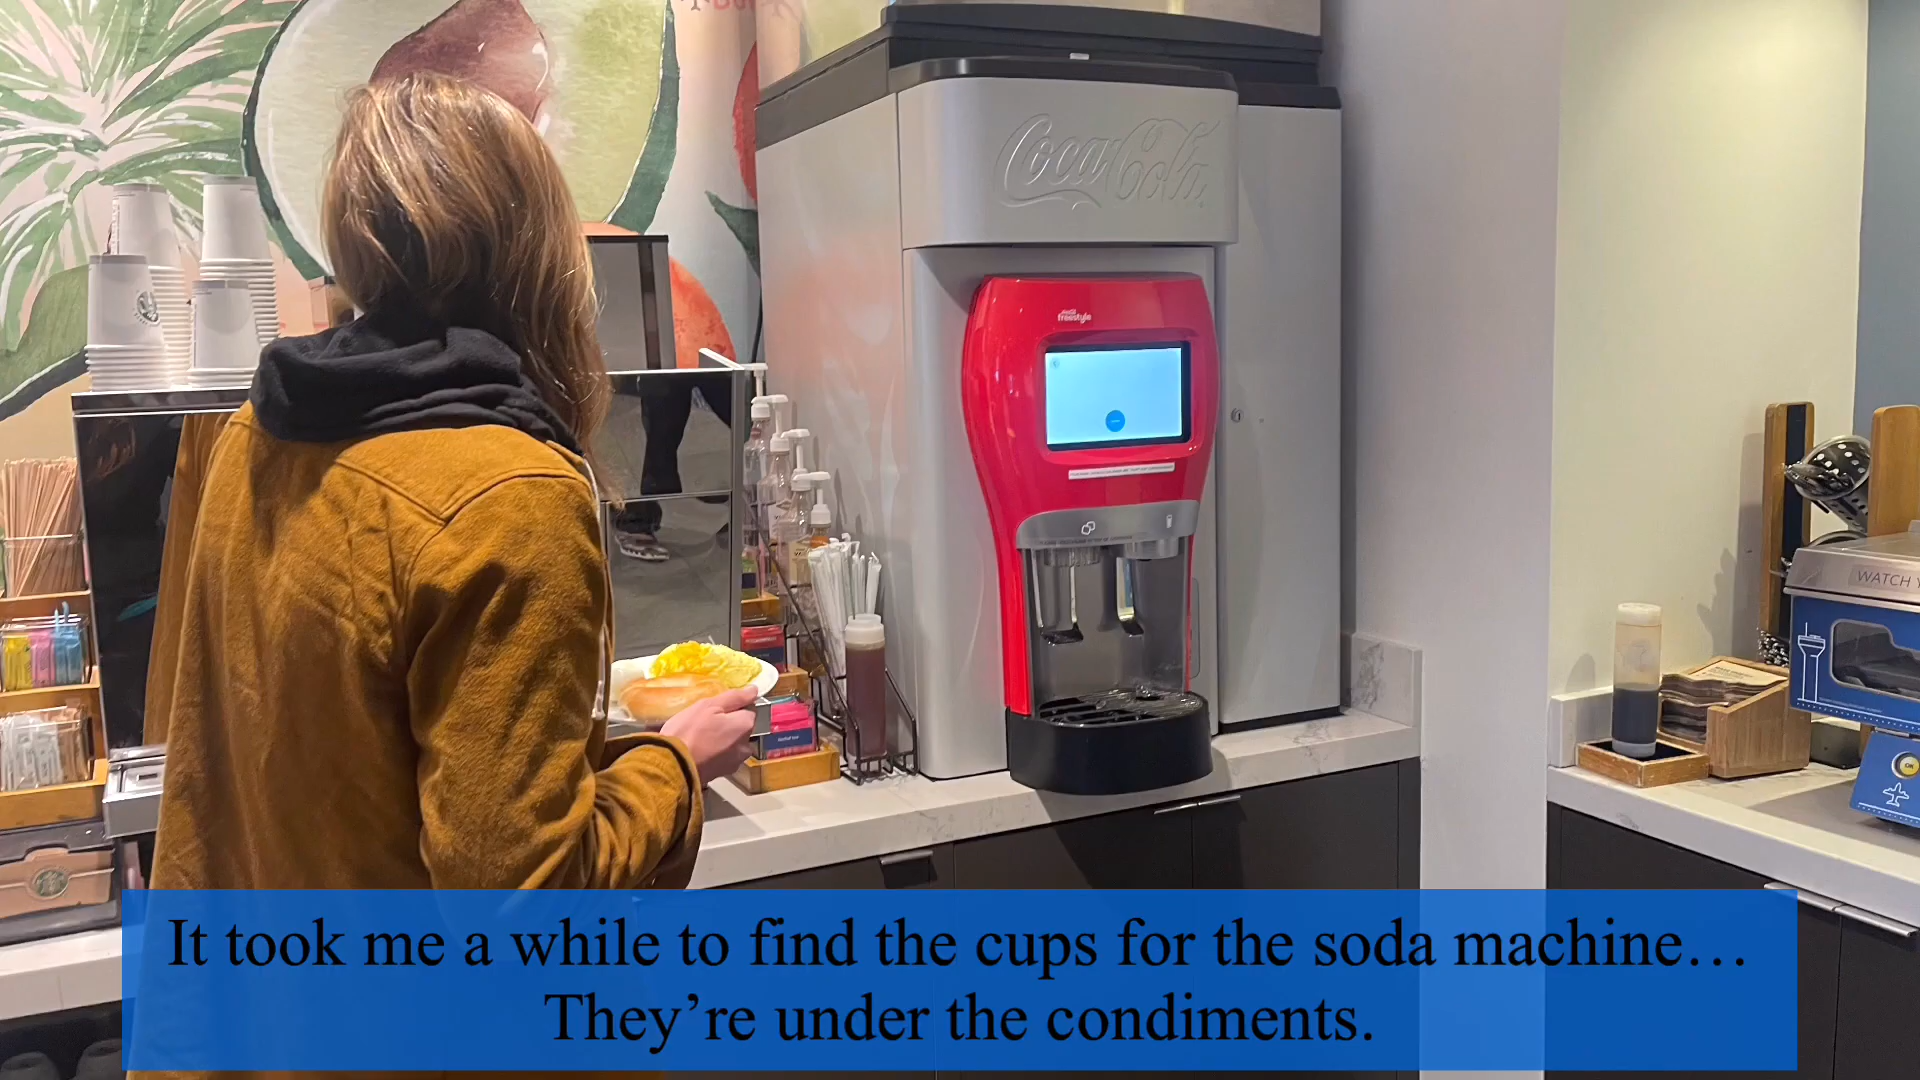 Coca-Cola
freestyle
WATCH
It took me a while to find the cups for the soda machine…
They’re under the condiments.